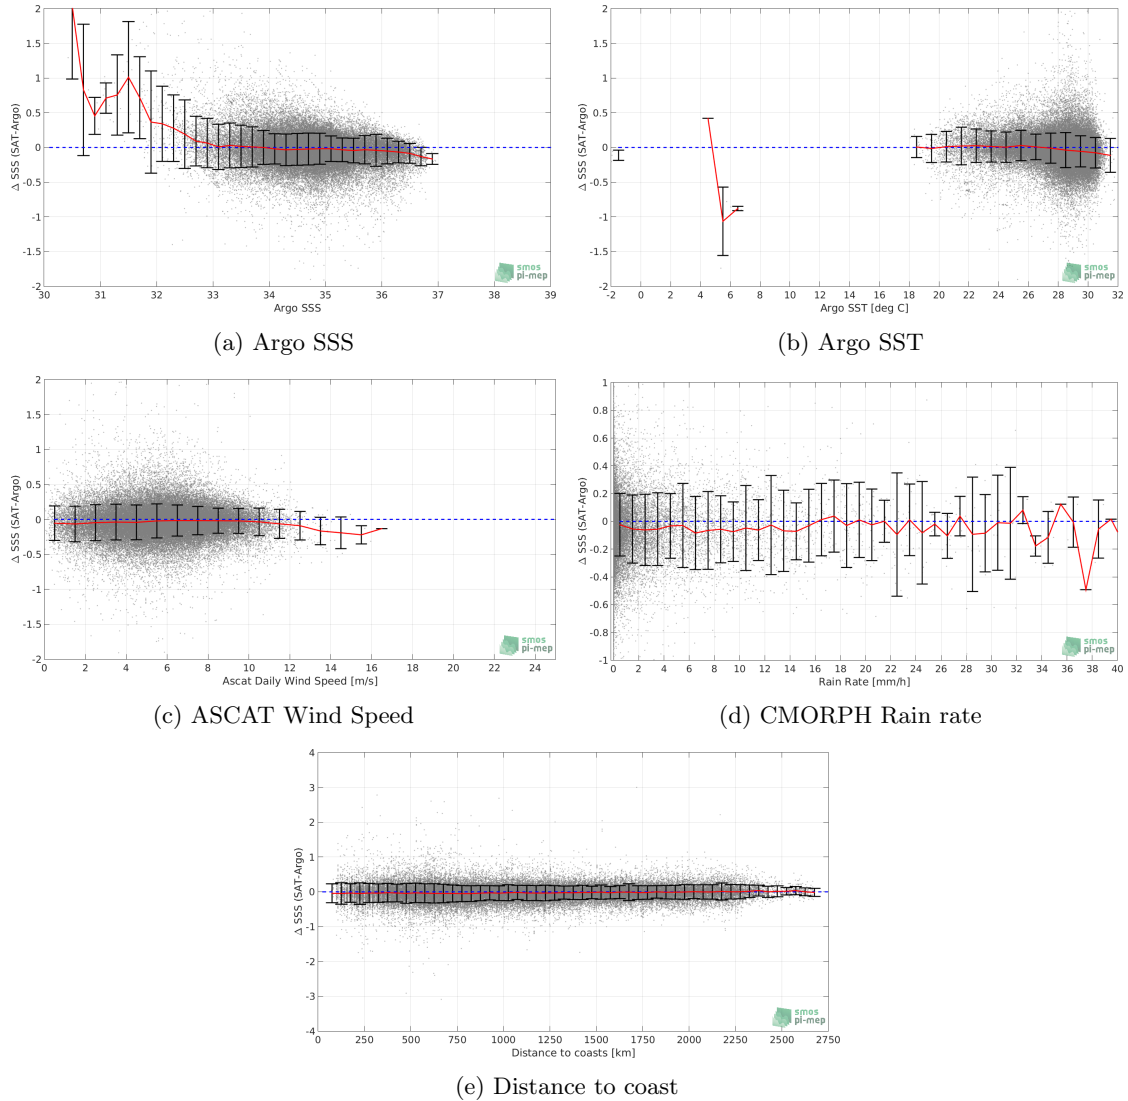 2
1.5
1
0.5
0
-0.5
-1
-1.5
-2
Δ SSS (SAT-Argo)
30 31 32 33 34 35 36 37 38 39
Argo SSS
smos
pi-mep
(a) Argo SSS
2
1.5
1
0.5
0
-0.5
-1
-1.5
-2
Δ SSS (SAT-Argo)
-2 0 2 4 6 8 10 12 14 16 18 20 22 24 26 28 30 32
Argo SST [deg C]
smos
pi-mep
(b) Argo SST
2
1.5
1
0.5
0
-0.5
-1
-1.5
-2
Δ SSS (SAT-Argo)
0 2 4 6 8 10 12 14 16 18 20 22 24
Ascat Daily Wind Speed [m/s]
smos
pi-mep
(c) ASCAT Wind Speed
1
0.8
0.6
0.4
0.2
0
-0.2
-0.4
-0.6
-0.8
-1
Δ SSS (SAT-Argo)
0 2 4 6 8 10 12 14 16 18 20 22 24 26 28 30 32 34 36 38 40
Rain Rate [mm/h]
smos
pi-mep
(d) CMORPH Rain rate
4
3
2
1
0
-1
-2
-3
-4
Δ SSS (SAT-Argo)
0 250 500 750 1000 1250 1500 1750 2000 2250 2500 2750
Distance to coasts [km]
smos
pi-mep
(e) Distance to coast